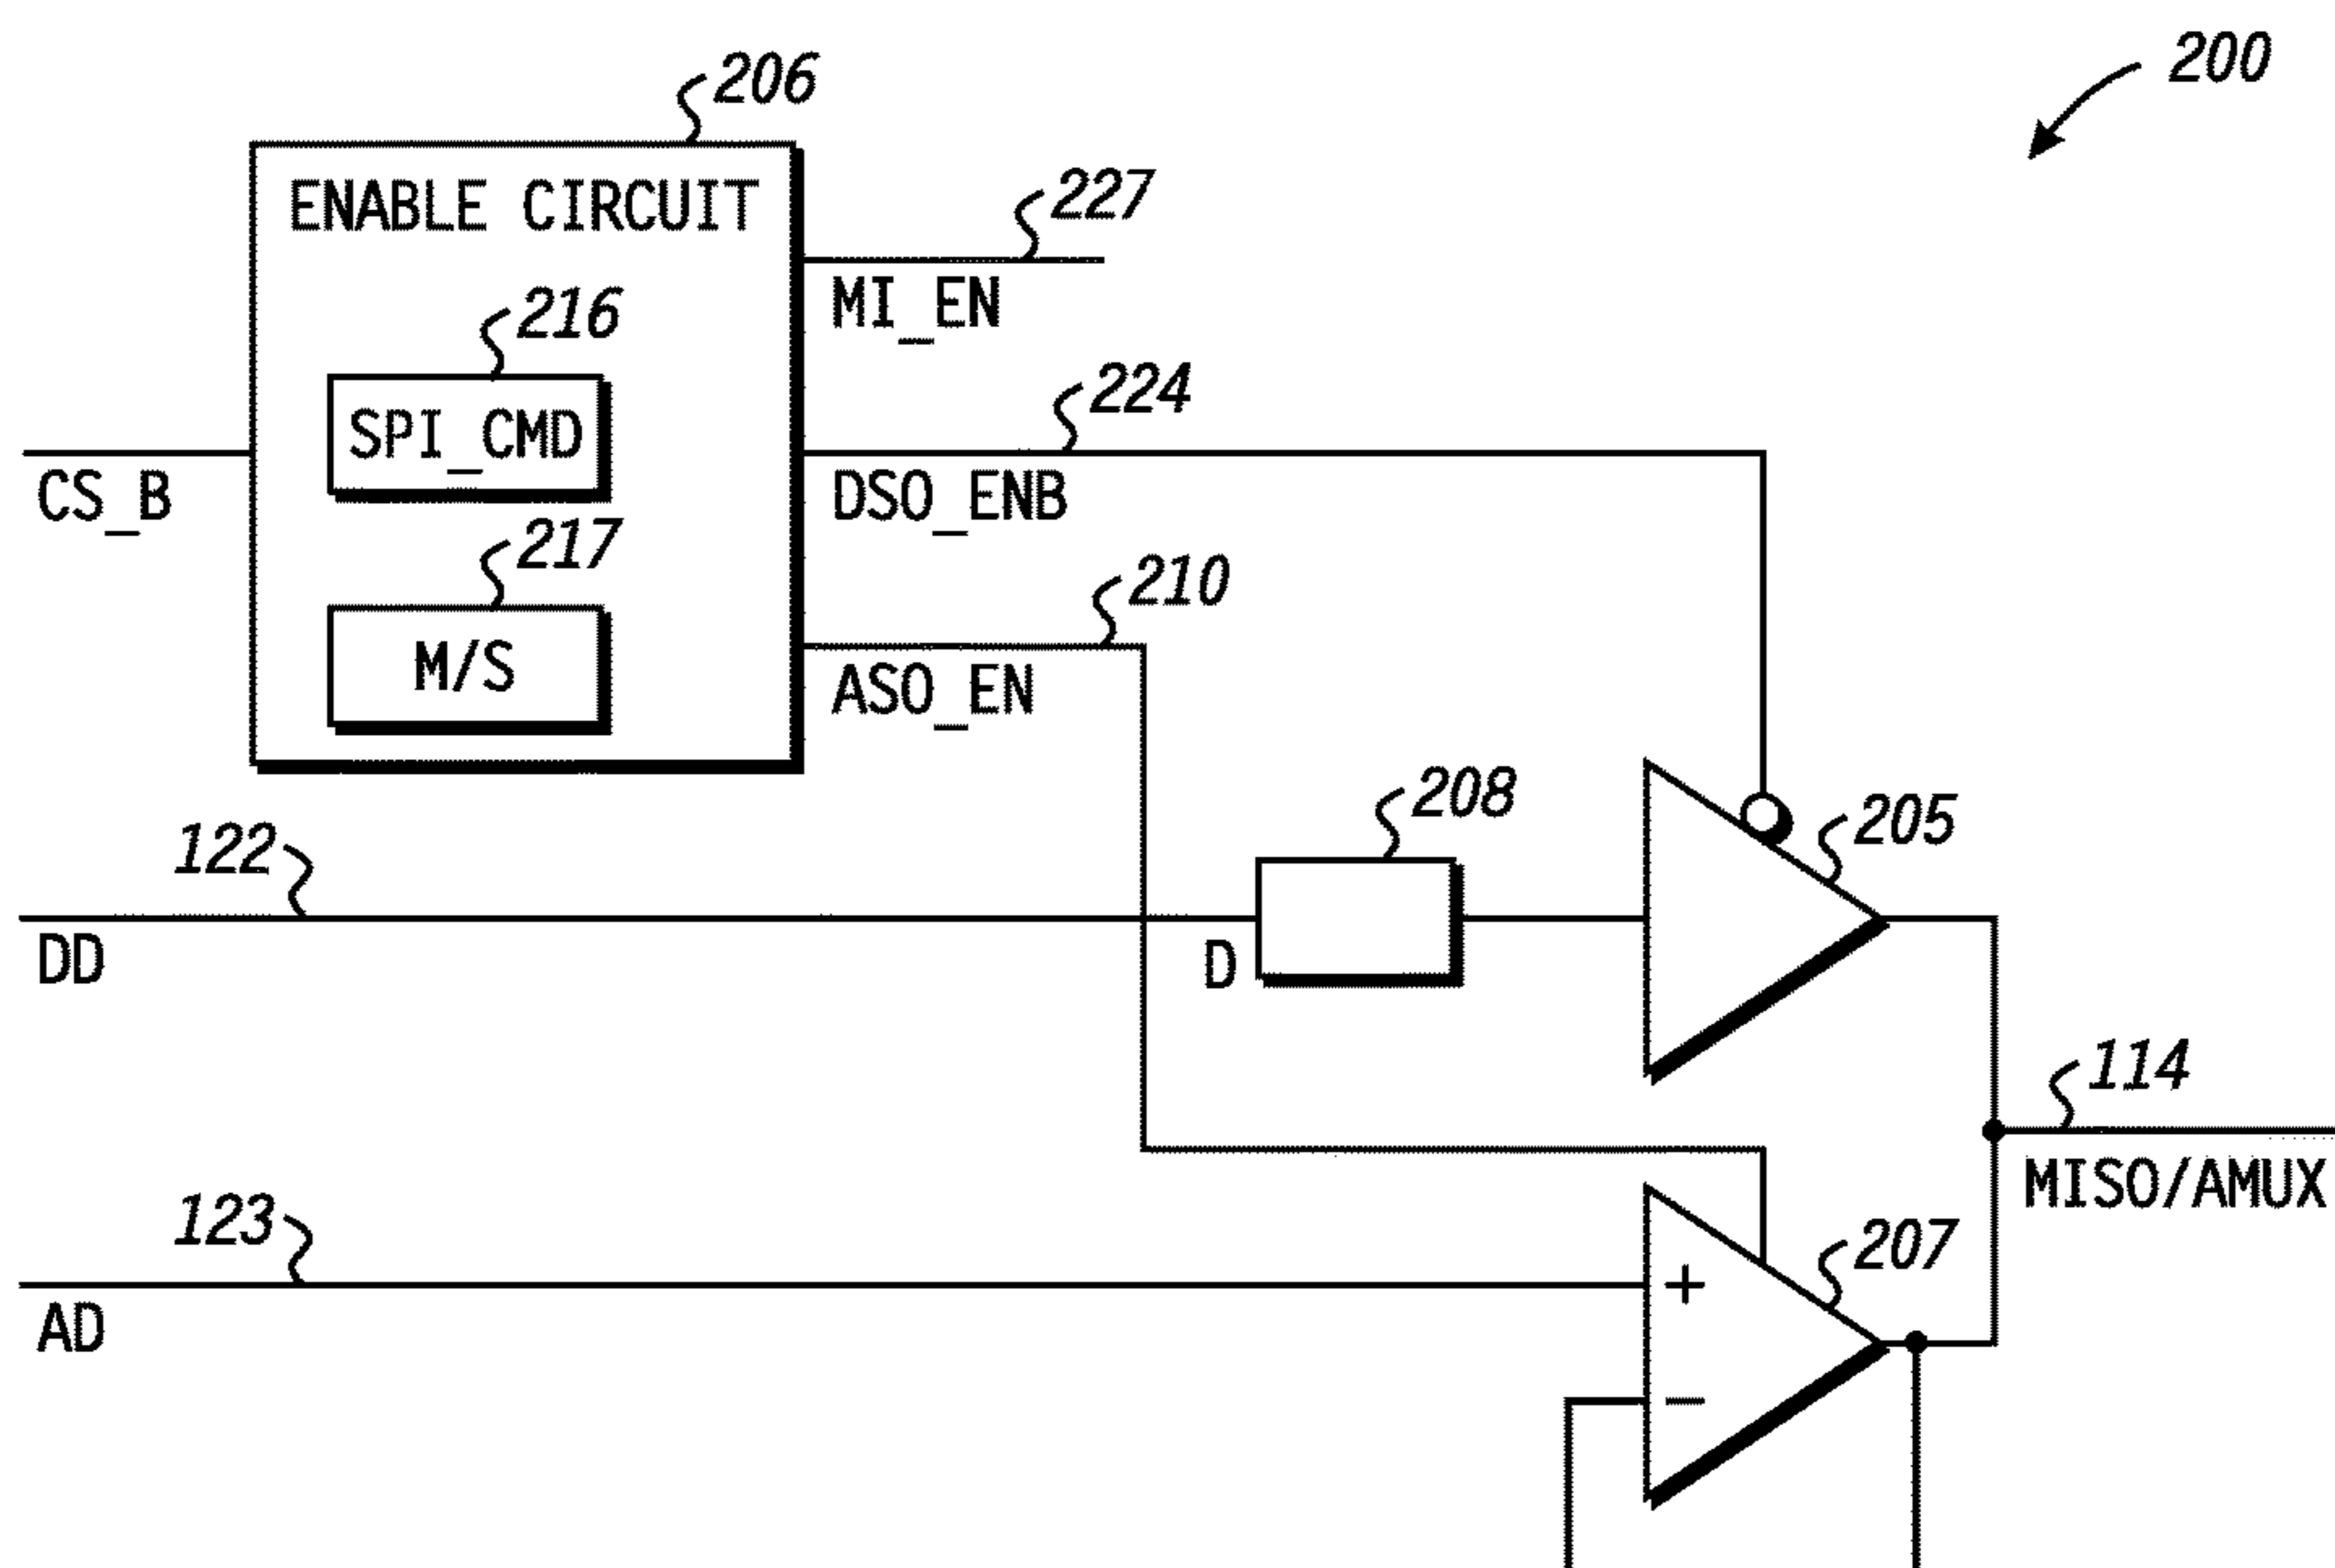 200
206
ENABLE CIRCUIT
227
MI_EN
216
SPI_CMD
224
CS_B
DSO_ENB
217
M/S
210
ASO_EN
208
205
122
DD
D
114
MISO/AMUX
123
AD
207
+
−